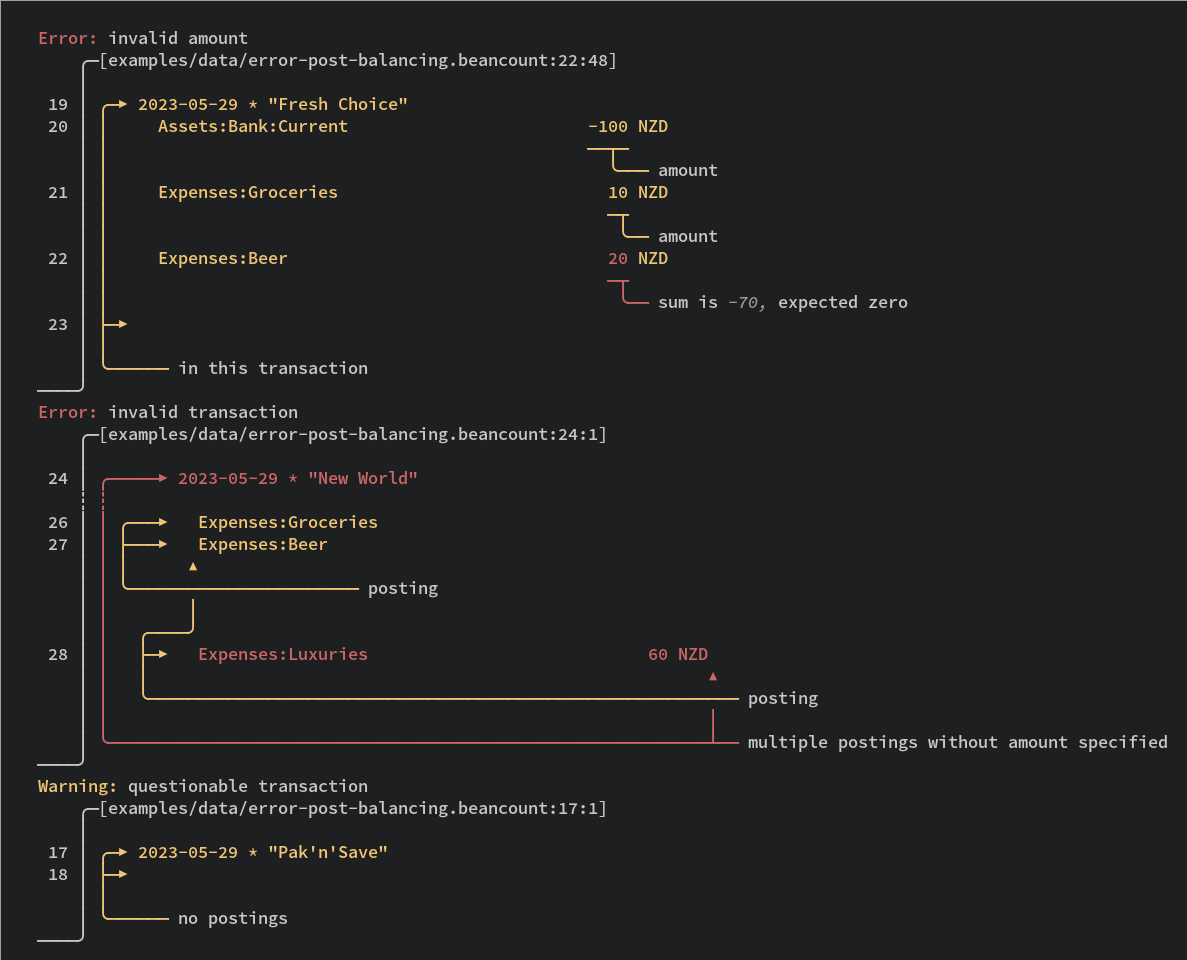 Error: invalid amount
[examples/data/error-post-balancing.beancount:22:48]
19 2023-05-29 * "Fresh Choice"
20 Assets:Bank:Current -100 NZD
amount
21 Expenses:Groceries 10 NZD
amount
22 Expenses:Beer 20 NZD
sum is -70, expected zero
23
in this transaction
Error: invalid transaction
[examples/data/error-post-balancing.beancount:24:1]
24 2023-05-29 * "New World"
26 Expenses:Groceries
27 Expenses:Beer
posting
28 Expenses:Luxuries 60 NZD
posting
multiple postings without amount specified
Warning: questionable transaction
[examples/data/error-post-balancing.beancount:17:1]
17 2023-05-29 * "Pak'n'Save"
18
no postings